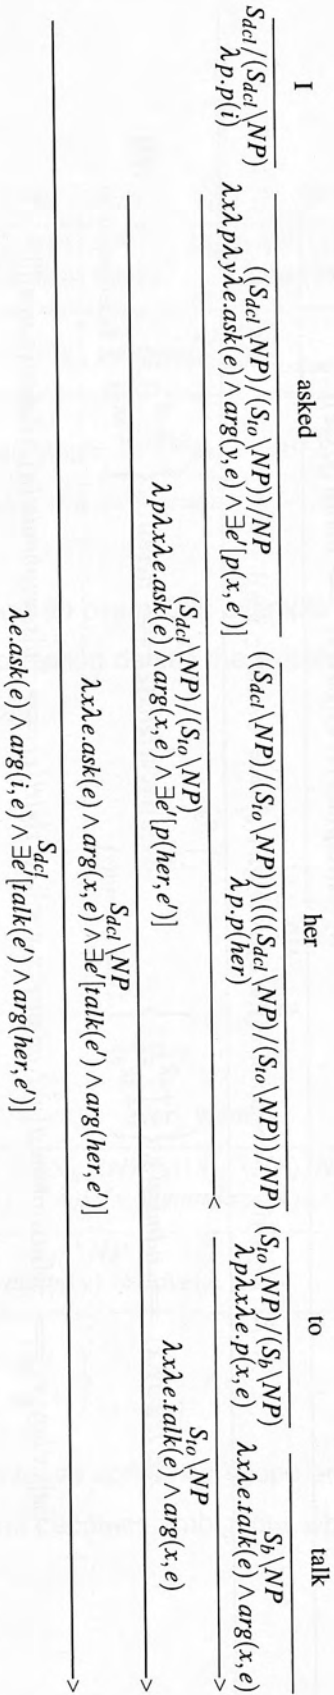 I asked her to talk
S_dcl/(S_dcl\NP) ((S_dcl\NP)/(S_to\NP))/NP ((S_dcl\NP)/(S_to\NP))\(((S_dcl\NP)/(S_to\NP))/NP) (S_to\NP)/(S_b\NP) S_b\NP
λp.p(i) λxλpλyλe.ask(e)∧arg(y,e)∧∃e′[p(x,e′)] λp.p(her) λpλxλe.p(x,e) λxλe.talk(e)∧arg(x,e)
< >
(S_dcl\NP)/(S_to\NP) S_to\NP
λpλxλe.ask(e)∧arg(x,e)∧∃e′[p(her,e′)] λxλe.talk(e)∧arg(x,e)
>
S_dcl\NP
λxλe.ask(e)∧arg(x,e)∧∃e′[talk(e′)∧arg(her,e′)]
>
S_dcl
λe.ask(e)∧arg(i,e)∧∃e′[talk(e′)∧arg(her,e′)]